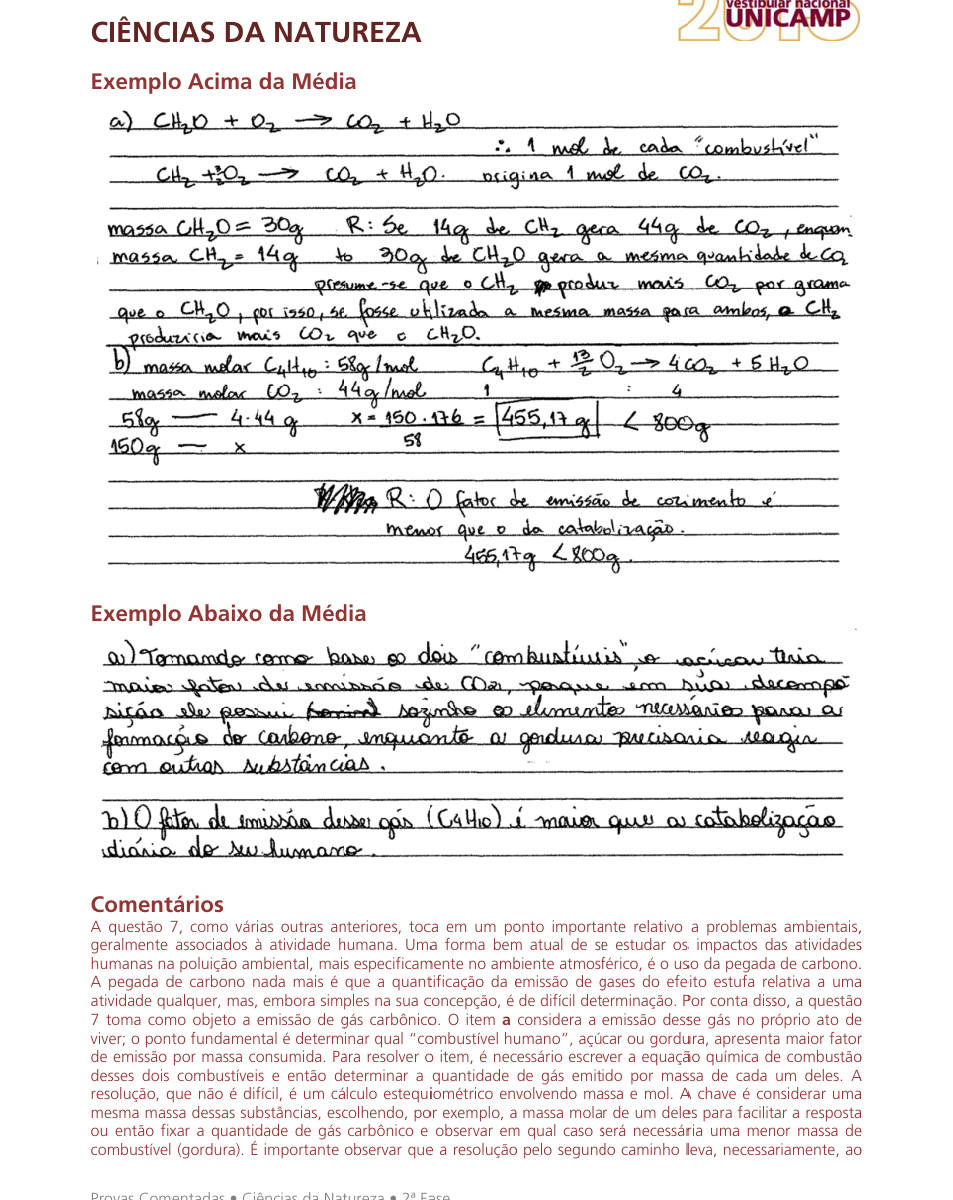 CIÊNCIAS DA NATUREZA
vestibular nacional
UNICAMP
Exemplo Acima da Média
a) CH₂O + O₂ → CO₂ + H₂O
∴ 1 mol de cada "combustível"
CH₂ + 3/2 O₂ → CO₂ + H₂O. origina 1 mol de CO₂.
massa CH₂O = 30g R: Se 14g de CH₂ gera 44g de CO₂, enquan
massa CH₂ = 14g to 30g de CH₂O gera a mesma quantidade de CO₂
presume-se que o CH₂ produz mais CO₂ por grama
que o CH₂O, por isso, se fosse utilizada a mesma massa para ambos, o CH₂
produziria mais CO₂ que o CH₂O.
b) massa molar C₄H₁₀ : 58g/mol C₄H₁₀ + 13/2 O₂ → 4CO₂ + 5H₂O
massa molar CO₂ : 44g/mol 1 : 4
58g — 4·44 g x = 150·176 = 455,17 g < 800g
150g — x 58
R: O fator de emissão de cozimento é
menor que o da catabolização.
455,17g < 800g.
Exemplo Abaixo da Média
a) Tomando como base os dois "combustíveis", o açúcar teria
maior fator de emissão de CO₂, porque em sua decompo
sição ele possui sozinho os elementos necessários para a
formação do carbono, enquanto a gordura precisaria reagir
com outras substâncias.
b) O fator de emissão desse gás (C4H10) é maior que a catabolização
diária do ser humano.
Comentários
A questão 7, como várias outras anteriores, toca em um ponto importante relativo a problemas ambientais,
geralmente associados à atividade humana. Uma forma bem atual de se estudar os impactos das atividades
humanas na poluição ambiental, mais especificamente no ambiente atmosférico, é o uso da pegada de carbono.
A pegada de carbono nada mais é que a quantificação da emissão de gases do efeito estufa relativa a uma
atividade qualquer, mas, embora simples na sua concepção, é de difícil determinação. Por conta disso, a questão
7 toma como objeto a emissão de gás carbônico. O item a considera a emissão desse gás no próprio ato de
viver; o ponto fundamental é determinar qual “combustível humano”, açúcar ou gordura, apresenta maior fator
de emissão por massa consumida. Para resolver o item, é necessário escrever a equação química de combustão
desses dois combustíveis e então determinar a quantidade de gás emitido por massa de cada um deles. A
resolução, que não é difícil, é um cálculo estequiométrico envolvendo massa e mol. A chave é considerar uma
mesma massa dessas substâncias, escolhendo, por exemplo, a massa molar de um deles para facilitar a resposta
ou então fixar a quantidade de gás carbônico e observar em qual caso será necessária uma menor massa de
combustível (gordura). É importante observar que a resolução pelo segundo caminho leva, necessariamente, ao
Provas Comentadas • Ciências da Natureza • 2ª Fase